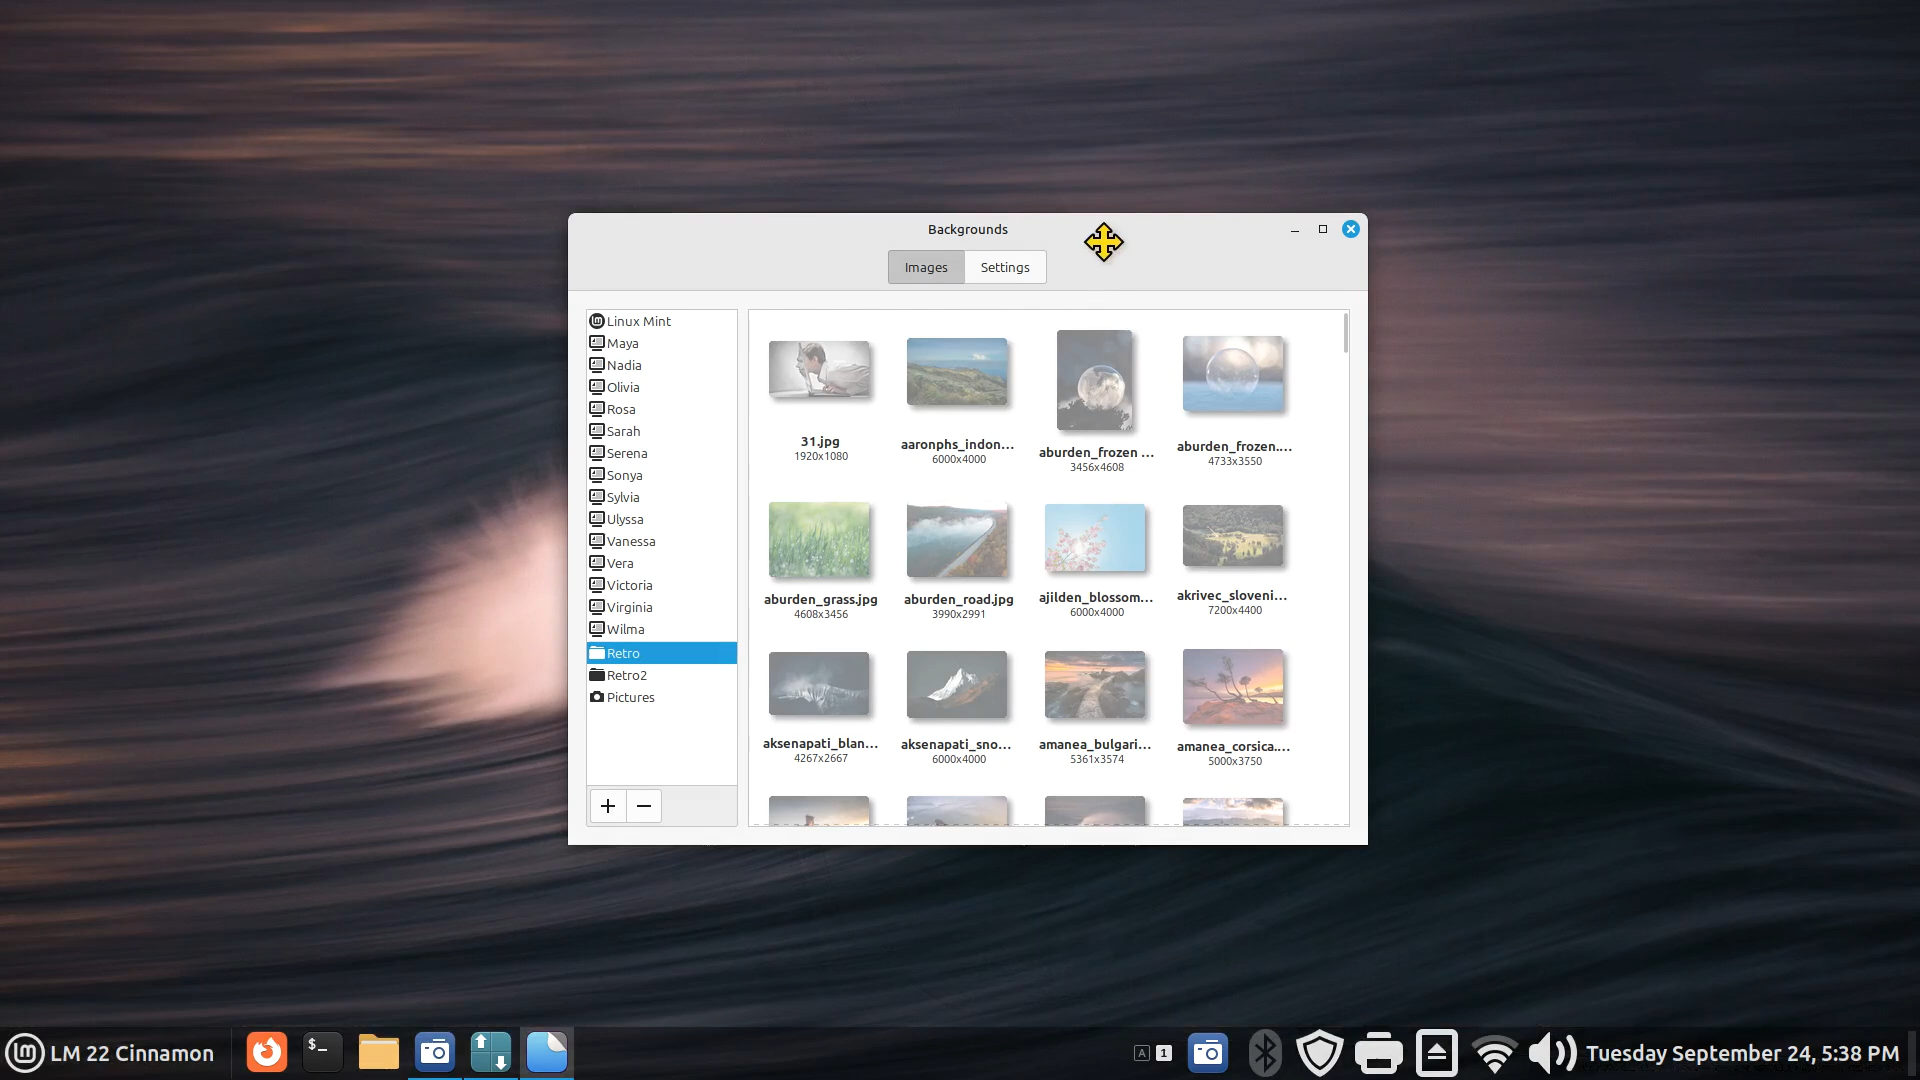 Backgrounds
Images Settings
Linux Mint
Maya
Nadia
Olivia
Rosa
Sarah
Serena
Sonya
Sylvia
Ulyssa
Vanessa
Vera
Victoria
Virginia
Wilma
Retro
Retro2
Pictures
31.jpg
1920x1080
aaronphs_indon...
6000x4000
aburden_frozen ...
3456x4608
aburden_frozen....
4733x3550
aburden_grass.jpg
4608x3456
aburden_road.jpg
3990x2991
ajilden_blossom...
6000x4000
akrivec_sloveni...
7200x4400
aksenapati_blan...
4267x2667
aksenapati_sno...
6000x4000
amanea_bulgari...
5361x3574
amanea_corsica....
5000x3750
LM 22 Cinnamon
$_
A 1
Tuesday September 24, 5:38 PM